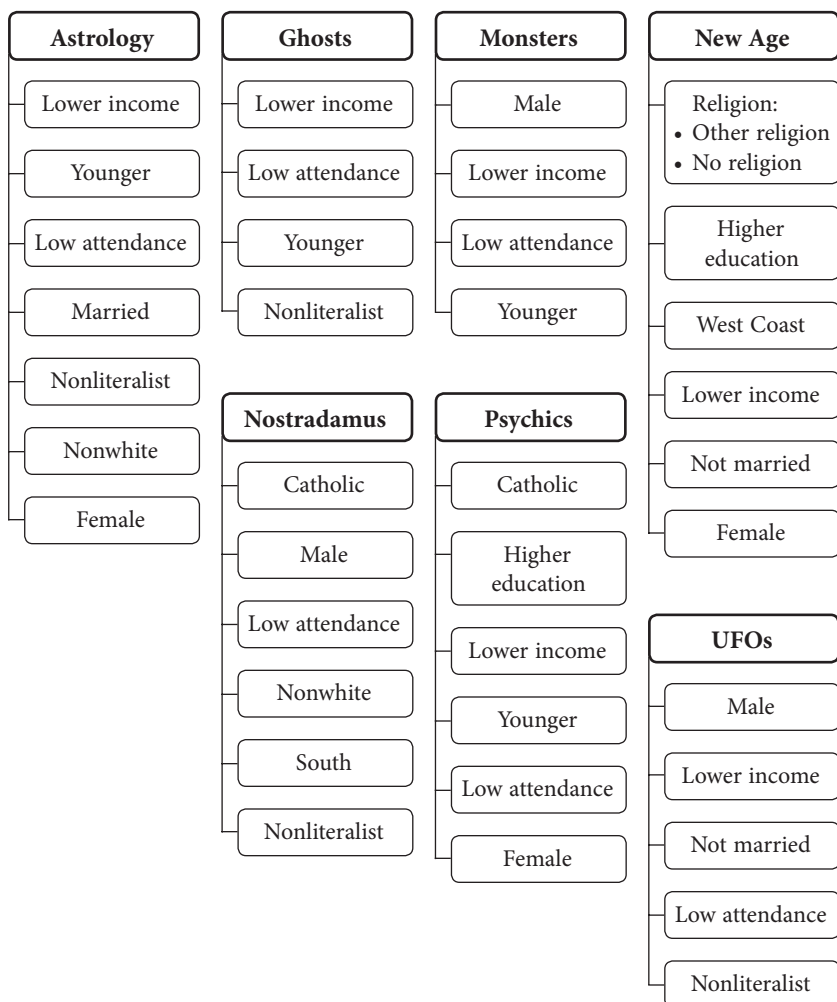 Astrology
Lower income
Younger
Low attendance
Married
Nonliteralist
Nonwhite
Female
Ghosts
Lower income
Low attendance
Younger
Nonliteralist
Monsters
Male
Lower income
Low attendance
Younger
New Age
Religion:
• Other religion
• No religion
Higher
education
West Coast
Lower income
Not married
Female
Nostradamus
Catholic
Male
Low attendance
Nonwhite
South
Nonliteralist
Psychics
Catholic
Higher
education
Lower income
Younger
Low attendance
Female
UFOs
Male
Lower income
Not married
Low attendance
Nonliteralist